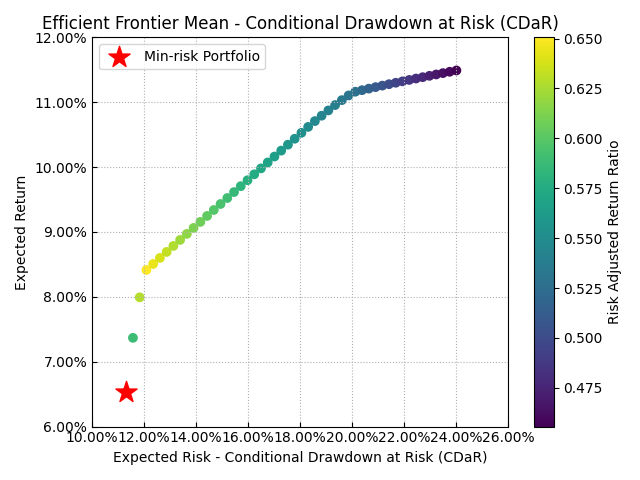 Efficient Frontier Mean - Conditional Drawdown at Risk (CDaR)
Min-risk Portfolio
12.00%
11.00%
10.00%
9.00%
8.00%
7.00%
6.00%
Expected Return
10.00% 12.00% 14.00% 16.00% 18.00% 20.00% 22.00% 24.00% 26.00%
Expected Risk - Conditional Drawdown at Risk (CDaR)
0.650
0.625
0.600
0.575
0.550
0.525
0.500
0.475
Risk Adjusted Return Ratio